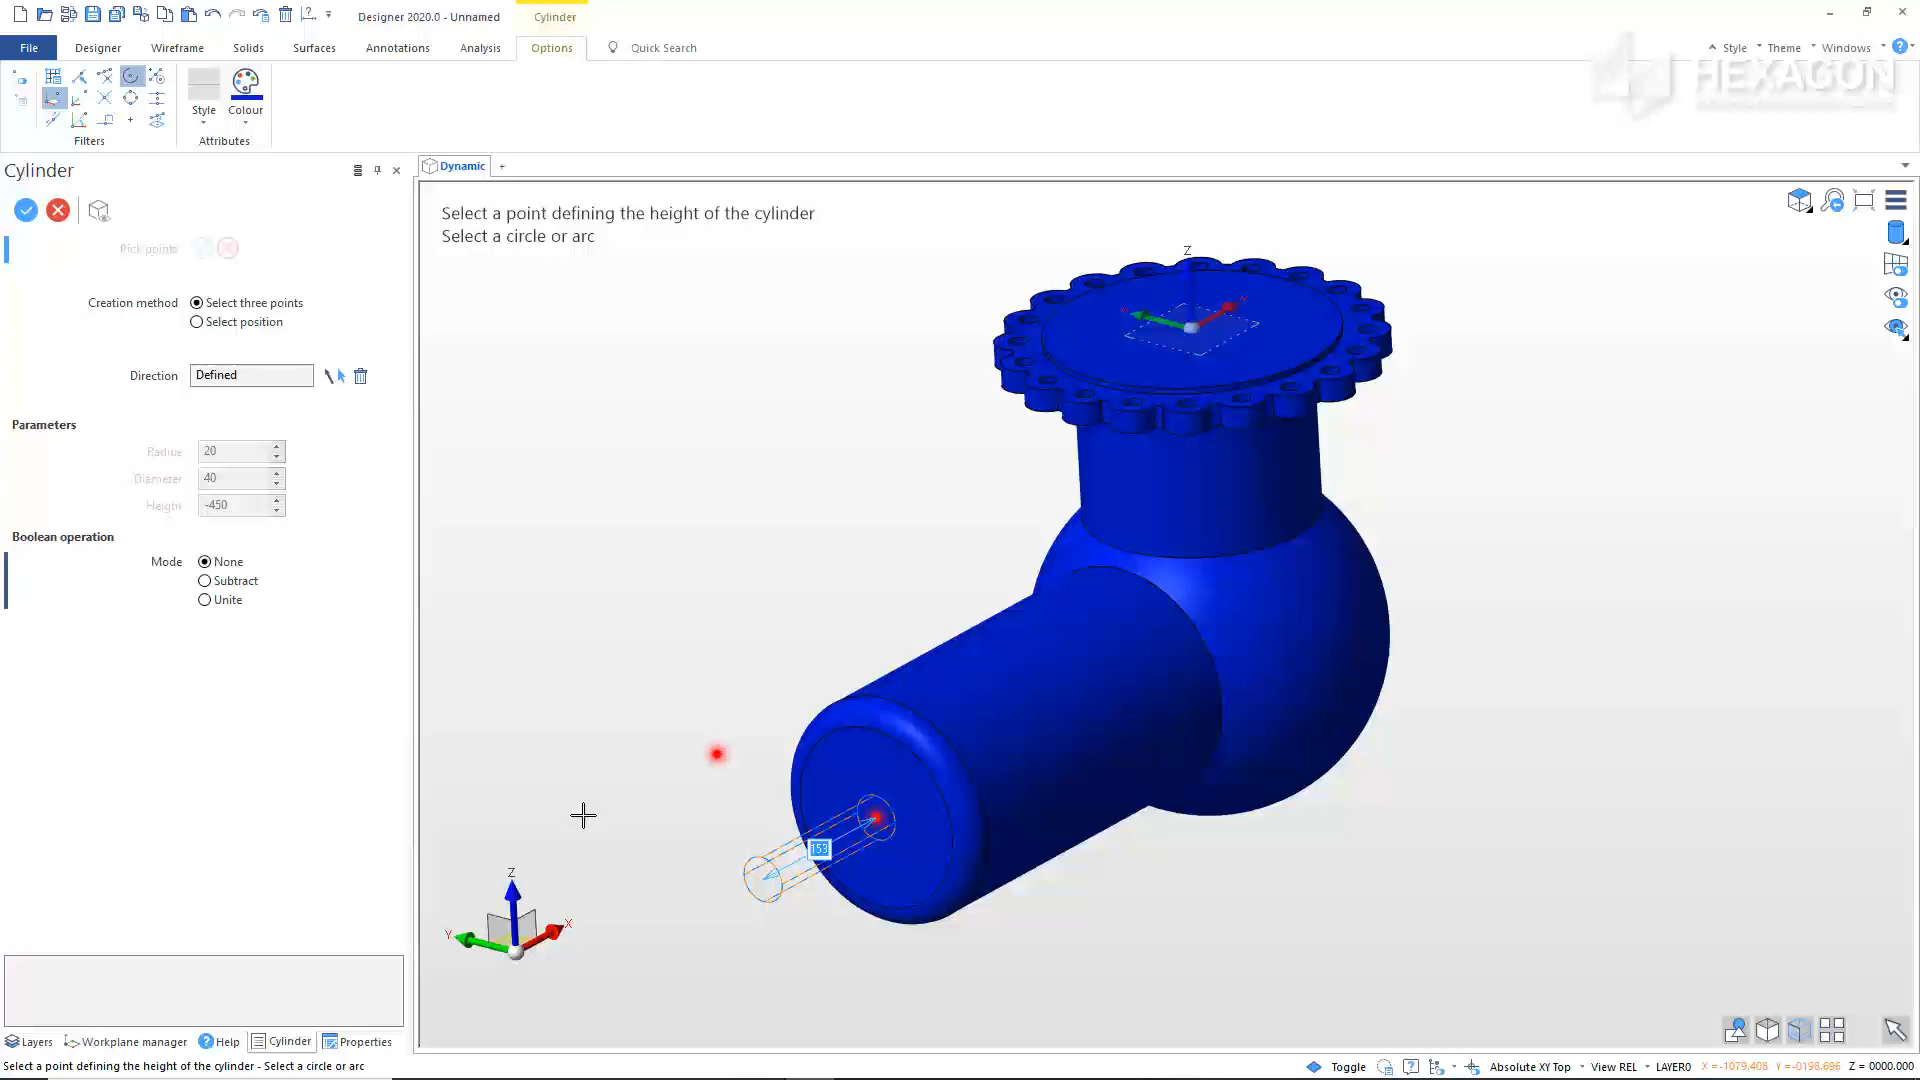 Designer 2020.0 - Unnamed
Cylinder
File
Designer
Wireframe
Solids
Surfaces
Annotations
Analysis
Options
Quick Search
Style
Theme
Windows
HEXAGON
Style
Colour
Filters
Attributes
Cylinder
Dynamic
+
Select a point defining the height of the cylinder
Select a circle or arc
Pick points
Creation method
Select three points
Select position
Direction
Defined
Parameters
Radius
20
Diameter
40
Height
-450
Boolean operation
Mode
None
Subtract
Unite
Z
153
Z
Y
X
Layers
Workplane manager
Help
Cylinder
Properties
Select a point defining the height of the cylinder - Select a circle or arc
Toggle
Absolute XY Top
View REL
LAYER0
X =-1079.408
Y =-0198.696
Z = 0000.000